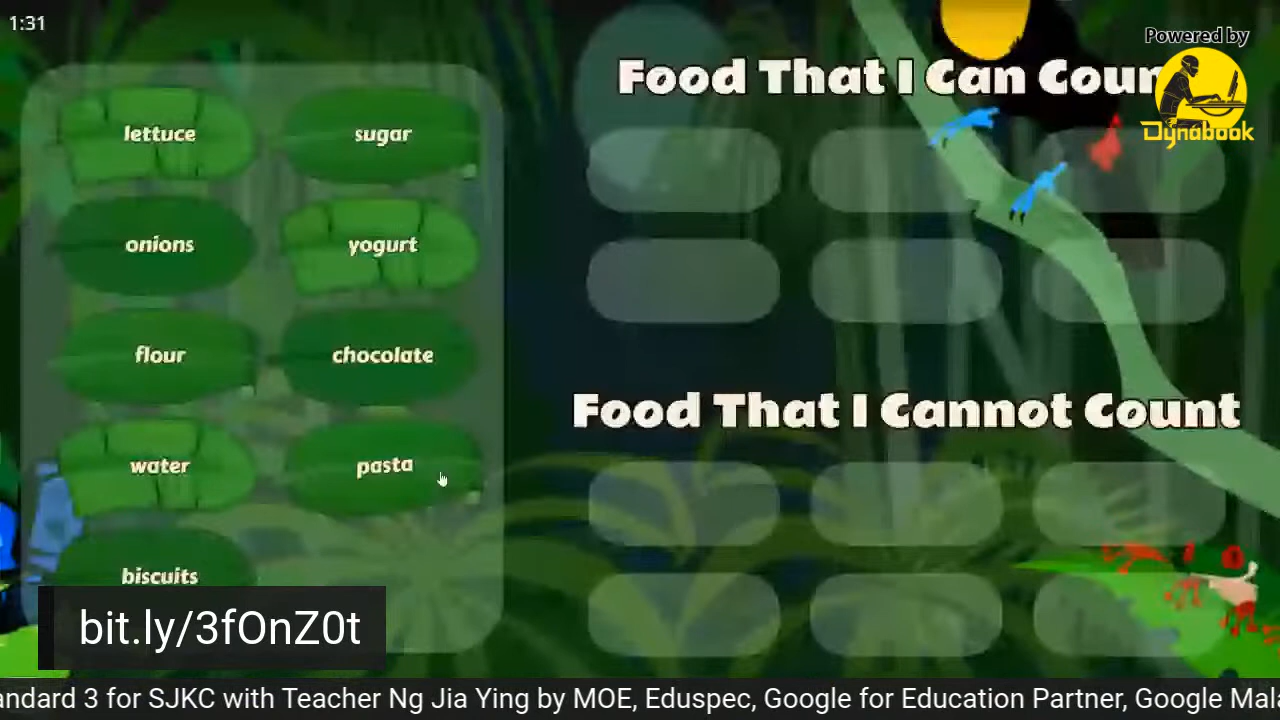 1:31
Powered by
Dynabook
Food That I Can Coun
lettuce
sugar
onions
yogurt
flour
chocolate
water
pasta
biscuits
Food That I Cannot Count
bit.ly/3fOnZ0t
andard 3 for SJKC with Teacher Ng Jia Ying by MOE, Eduspec, Google for Education Partner, Google Mala